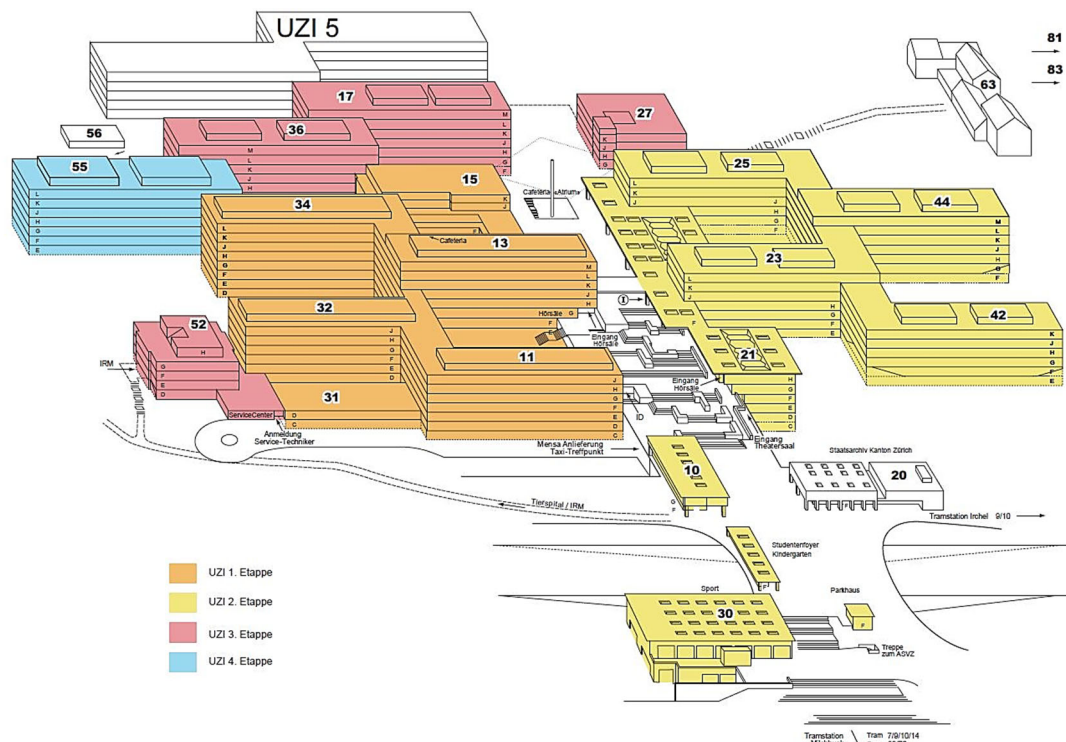 UZI 5
81
83
63
17
27
M
L
K
J
H
G
F
K
J
H
G
56
36
M
L
K
J
H
55
L
K
J
H
G
F
E
15
K
J
Cafeteria «Atrium»
25
L
K
J
J
H
G
44
M
L
K
J
H
G
F
34
L
K
J
H
G
F
E
D
F
Cafeteria
13
M
L
K
J
H
G
Hörsäle
F
E
23
L
K
J
H
G
F
I
Eingang
Hörsäle
32
J
H
G
F
E
D
42
K
J
H
G
F
E
52
H
G
F
E
D
IRM
11
J
H
G
F
E
D
C
21
H
G
F
E
D
Eingang
Hörsäle
31
D
C
ServiceCenter
Anmeldung
Service-Techniker
ID
Eingang
Theatersaal
Mensa Anlieferung
Taxi-Treffpunkt
10
G
F
Staatsarchiv Kanton Zürich
20
Tierspital / IRM
Tramstation Irchel 9/10
Studentenfoyer
Kindergarten
F
UZI 1. Etappe
UZI 2. Etappe
UZI 3. Etappe
UZI 4. Etappe
Sport
30
Parkhaus
F
Treppe
zum ASVZ
Tramstation
Tram 7/9/10/14